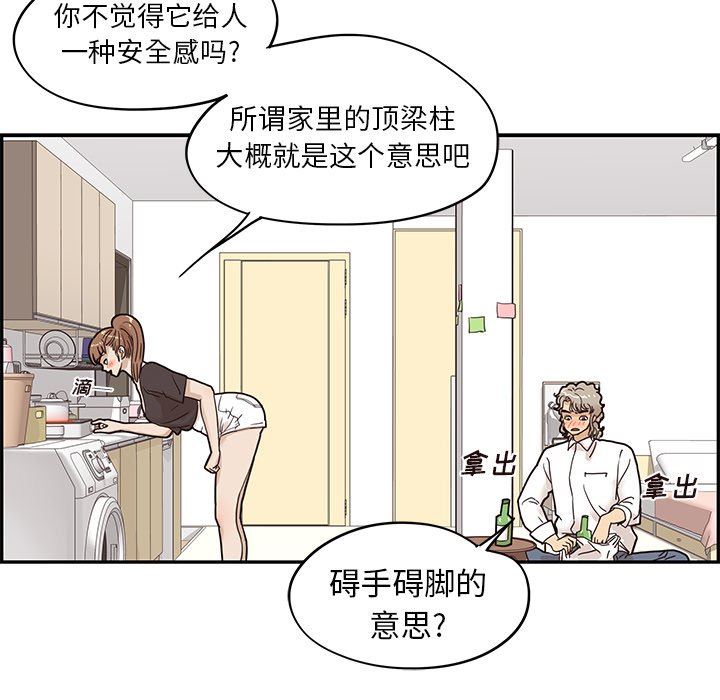 你不觉得它给人
一种安全感吗?
所谓家里的顶梁柱
大概就是这个意思吧
滴—
拿出
拿出
碍手碍脚的
意思?